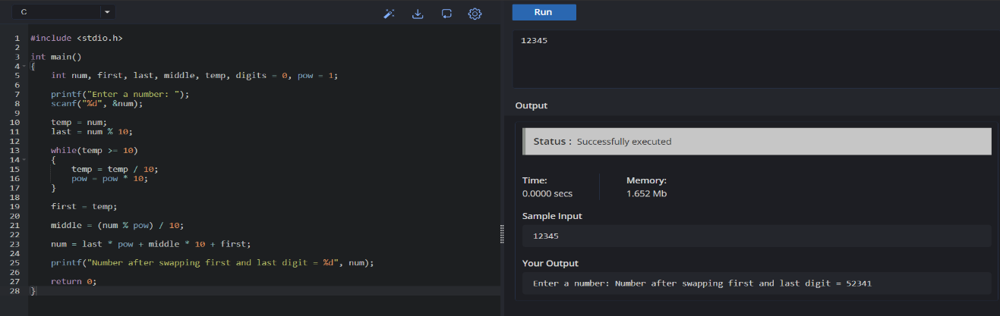 C
1 #include <stdio.h>
2
3 int main()
4 {
5 int num, first, last, middle, temp, digits = 0, pow = 1;
6
7 printf("Enter a number: ");
8 scanf("%d", &num);
9
10 temp = num;
11 last = num % 10;
12
13 while(temp >= 10)
14 {
15 temp = temp / 10;
16 pow = pow * 10;
17 }
18
19 first = temp;
20
21 middle = (num % pow) / 10;
22
23 num = last * pow + middle * 10 + first;
24
25 printf("Number after swapping first and last digit = %d", num);
26
27 return 0;
28 }
Run
12345
Output
Status : Successfully executed
Time: Memory:
0.0000 secs 1.652 Mb
Sample Input
12345
Your Output
Enter a number: Number after swapping first and last digit = 52341